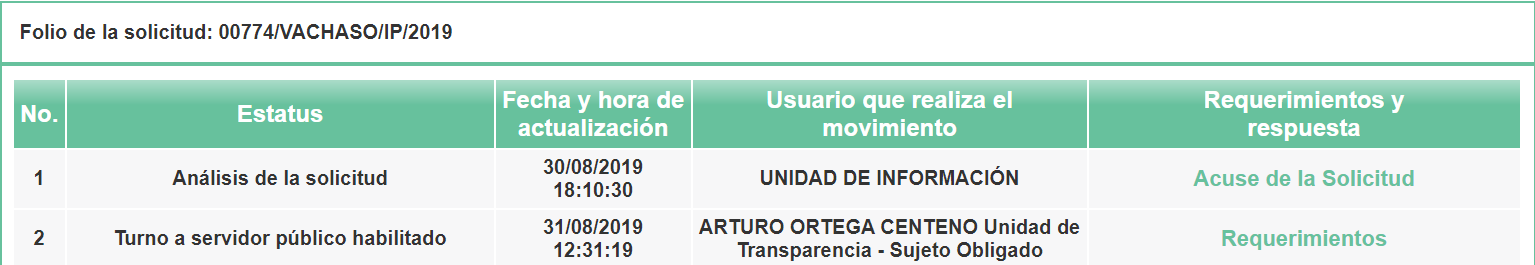 Folio de la solicitud: 00774/VACHASO/IP/2019
No.
Estatus
Fecha y hora de
actualización
Usuario que realiza el
movimiento
Requerimientos y
respuesta
1
Análisis de la solicitud
30/08/2019
18:10:30
UNIDAD DE INFORMACIÓN
Acuse de la Solicitud
2
Turno a servidor público habilitado
31/08/2019
12:31:19
ARTURO ORTEGA CENTENO Unidad de
Transparencia - Sujeto Obligado
Requerimientos